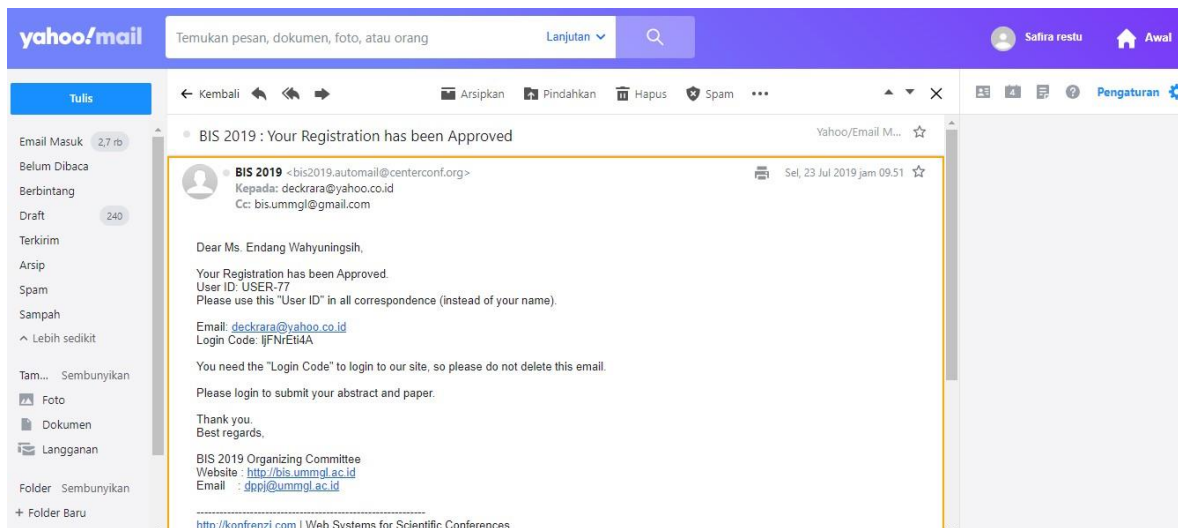 yahoo!mail
Temukan pesan, dokumen, foto, atau orang
Lanjutan
Safira restu
Awal
Tulis
Kembali
Arsipkan
Pindahkan
Hapus
Spam
Pengaturan
Email Masuk 2,7 rb
Belum Dibaca
Berbintang
Draft 240
Terkirim
Arsip
Spam
Sampah
Lebih sedikit
Tam... Sembunyikan
Foto
Dokumen
Langganan
Folder Sembunyikan
+ Folder Baru
BIS 2019 : Your Registration has been Approved
Yahoo/Email M...
BIS 2019 <bis2019.automail@centerconf.org>
Sel, 23 Jul 2019 jam 09.51
Kepada: deckrara@yahoo.co.id
Cc: bis.ummgl@gmail.com
Dear Ms. Endang Wahyuningsih,
Your Registration has been Approved.
User ID: USER-77
Please use this "User ID" in all correspondence (instead of your name).
Email: deckrara@yahoo.co.id
Login Code: ljFNrEti4A
You need the "Login Code" to login to our site, so please do not delete this email.
Please login to submit your abstract and paper.
Thank you.
Best regards,
BIS 2019 Organizing Committee
Website : http://bis.ummgl.ac.id
Email : dppj@ummgl.ac.id
------------------------------------------------------------
http://konfrenzi.com | Web Systems for Scientific Conferences